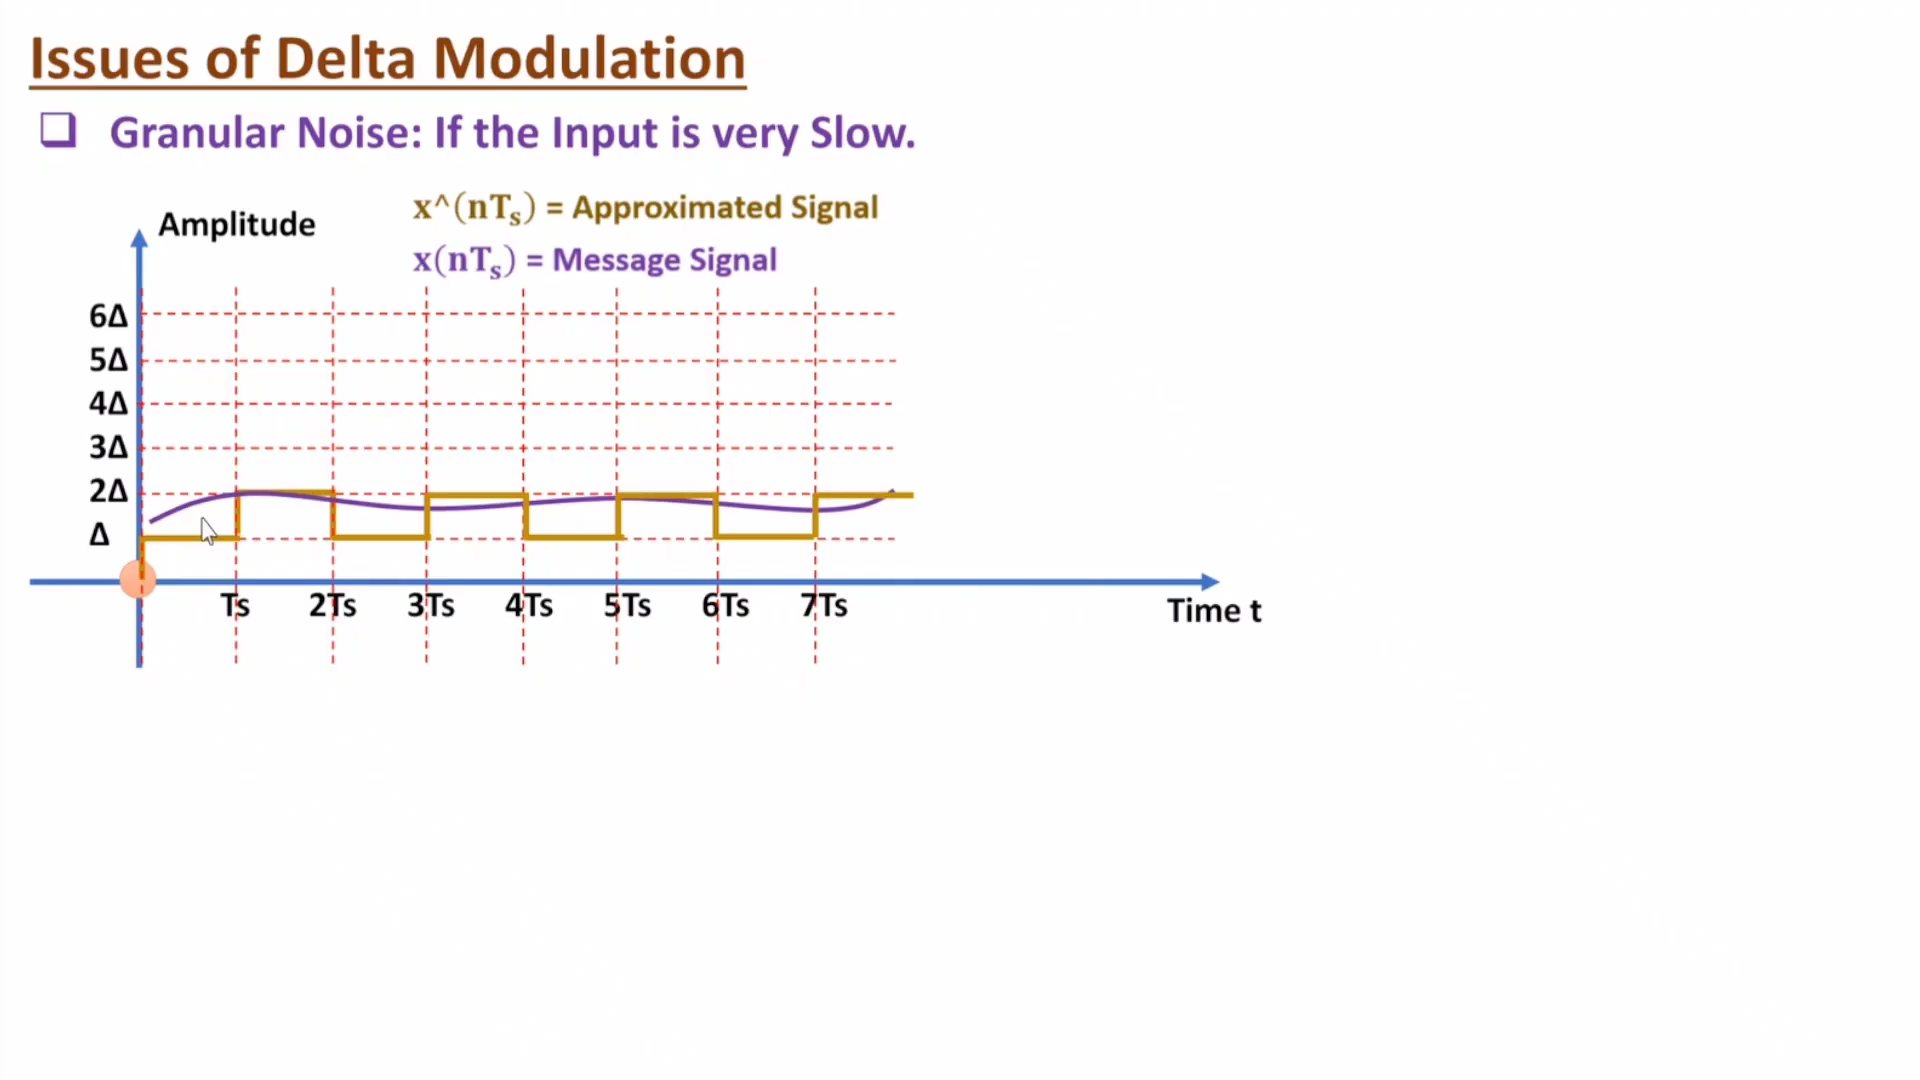 Issues of Delta Modulation
❑ Granular Noise: If the Input is very Slow.
x^(nTₛ) = Approximated Signal
Amplitude
x(nTₛ) = Message Signal
6Δ
5Δ
4Δ
3Δ
2Δ
Δ
Ts 2Ts 3Ts 4Ts 5Ts 6Ts 7Ts
Time t